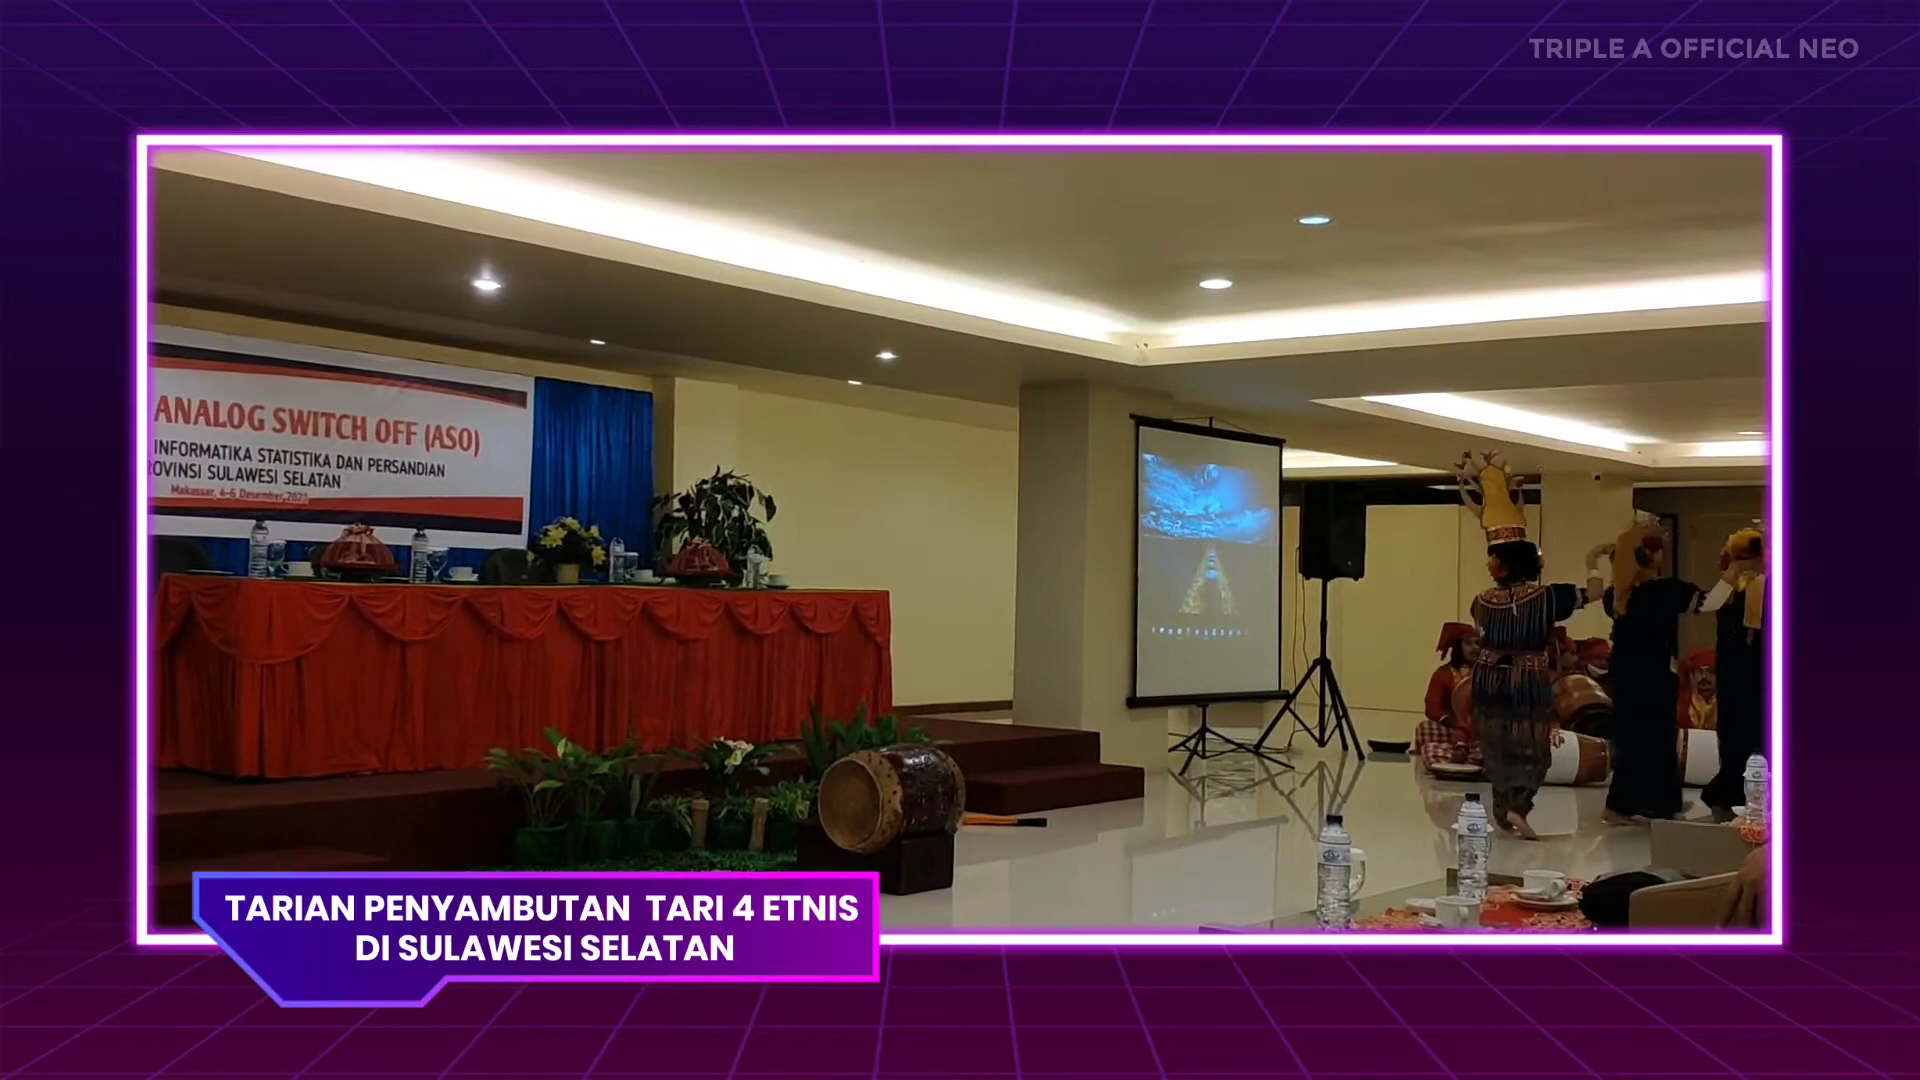 TRIPLE A OFFICIAL NEO
ANALOG SWITCH OFF (ASO)
INFORMATIKA STATISTIKA DAN PERSANDIAN
ROVINSI SULAWESI SELATAN
Makassar, 4-6 Desember 2021
TARIAN PENYAMBUTAN TARI 4 ETNIS
DI SULAWESI SELATAN